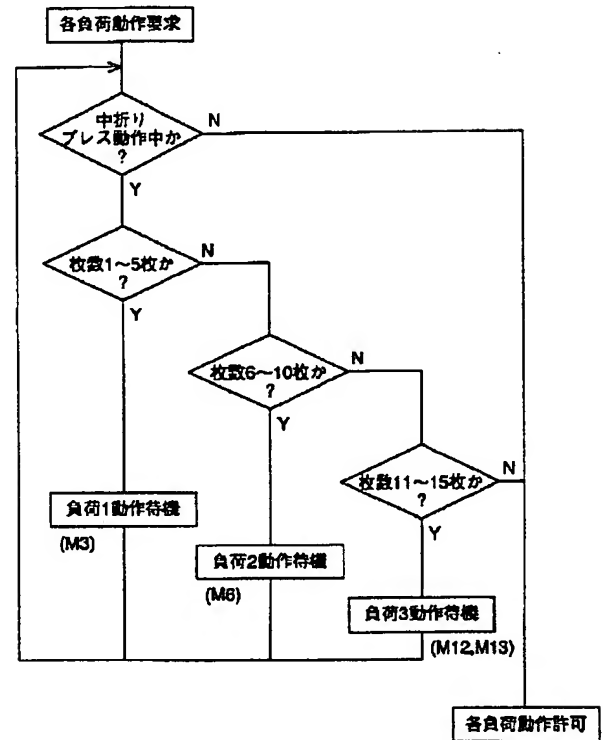 各負荷動作要求
中折り
プレス動作中か
?
N
Y
枚数1～5枚か
?
N
Y
枚数6～10枚か
?
N
Y
枚数11～15枚か
?
N
Y
負荷1動作待機
(M3)
負荷2動作待機
(M6)
負荷3動作待機
(M12,M13)
各負荷動作許可